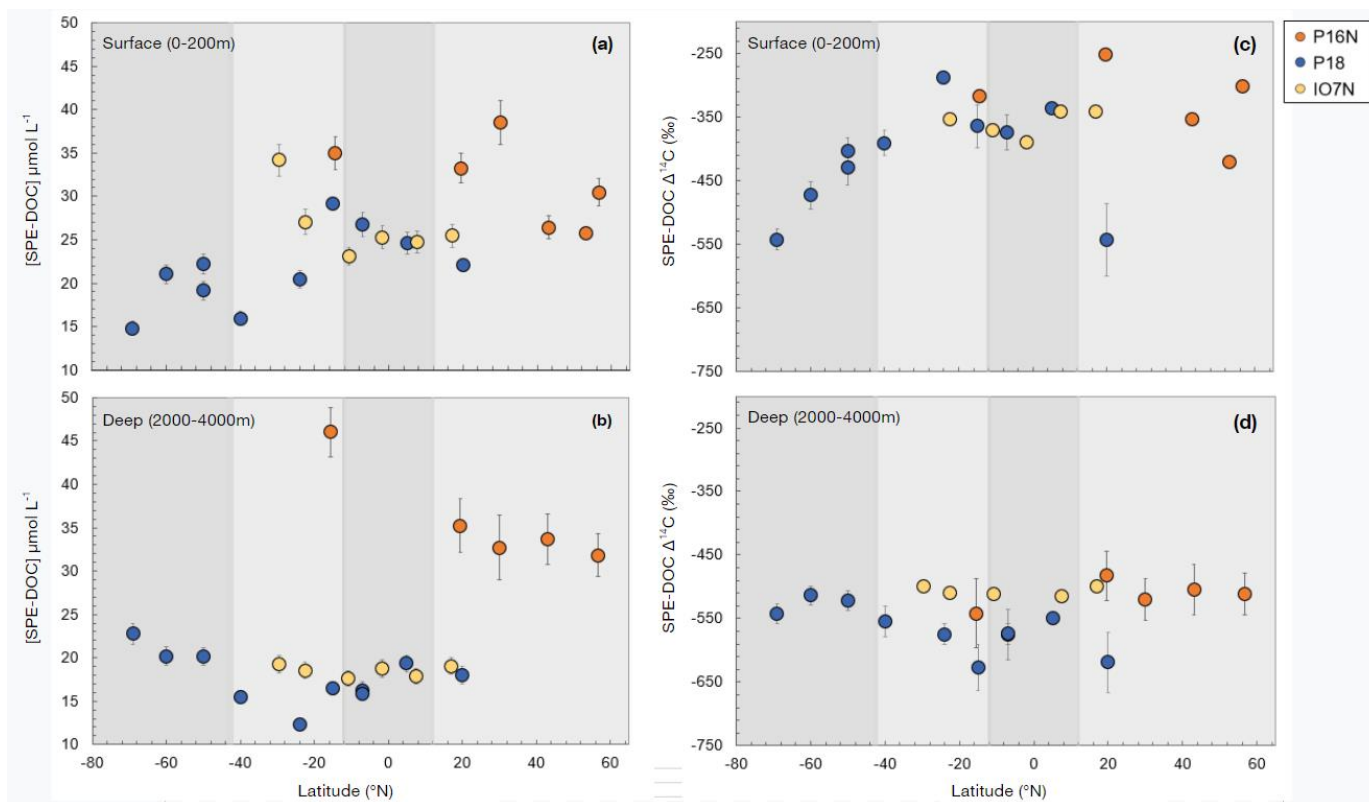 Surface (0-200m)
(a)
[SPE-DOC] µmol L⁻¹
50
45
40
35
30
25
20
15
10
Surface (0-200m)
(c)
SPE-DOC Δ¹⁴C (‰)
-250
-350
-450
-550
-650
-750
P16N
P18
IO7N
Deep (2000-4000m)
(b)
[SPE-DOC] µmol L⁻¹
50
45
40
35
30
25
20
15
10
-80 -60 -40 -20 0 20 40 60
Latitude (°N)
Deep (2000-4000m)
(d)
SPE-DOC Δ¹⁴C (‰)
-250
-350
-450
-550
-650
-750
-80 -60 -40 -20 0 20 40 60
Latitude (°N)